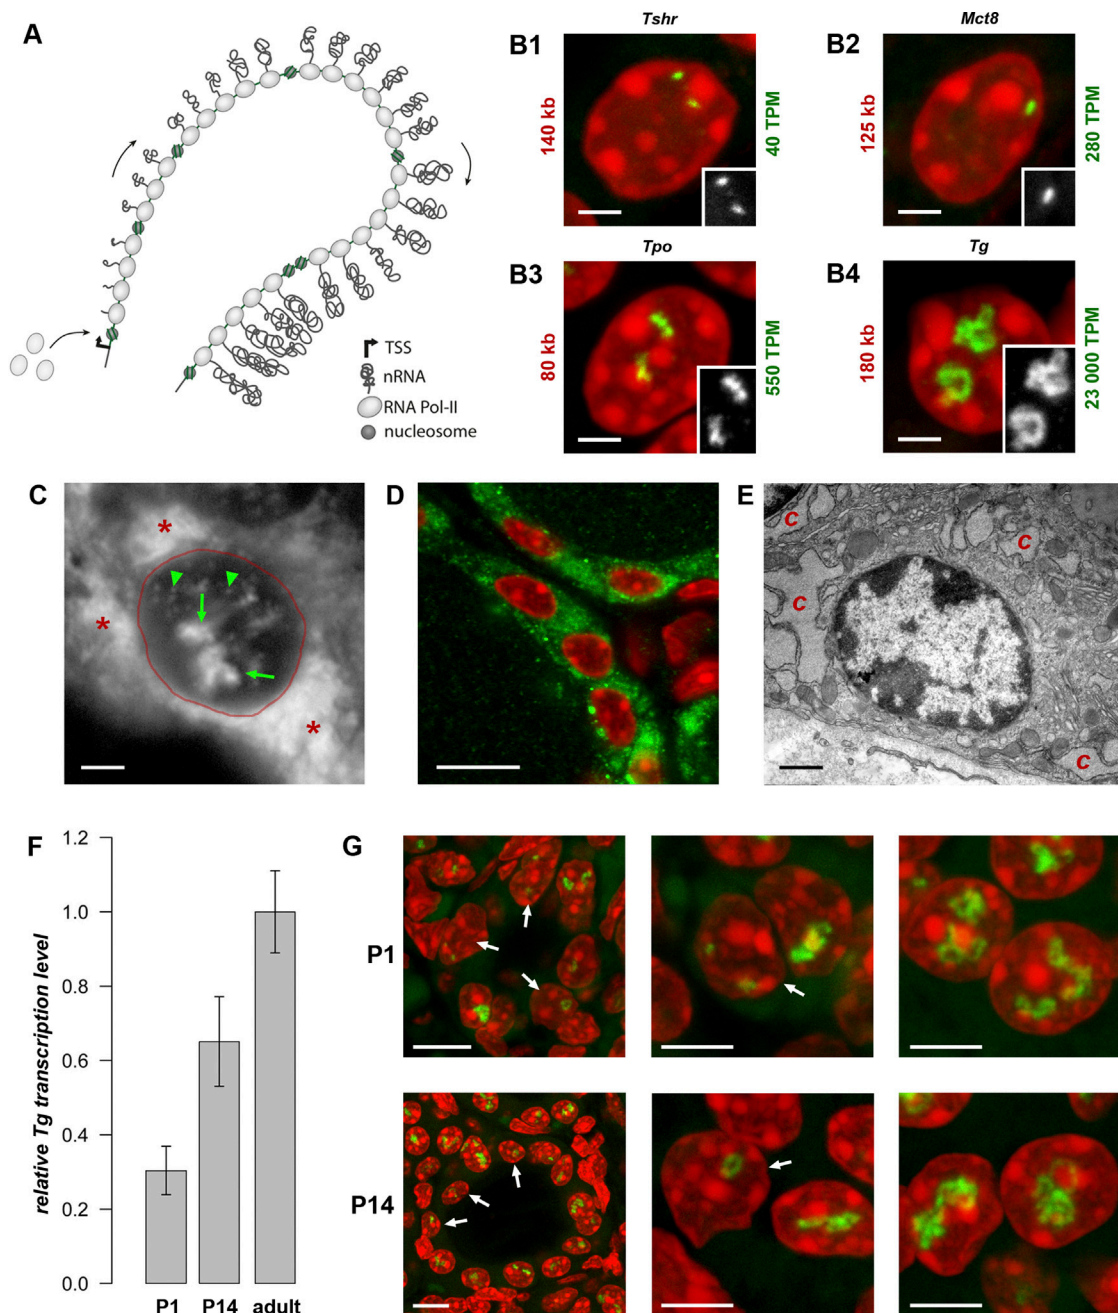 A
TSS
nRNA
RNA Pol-II
nucleosome
B1
Tshr
140 kb
40 TPM
B2
Mct8
125 kb
280 TPM
B3
Tpo
80 kb
550 TPM
B4
Tg
180 kb
23 000 TPM
C
*
*
*
D
E
c
c
c
c
F
relative Tg transcription level
1.2
1.0
0.8
0.6
0.4
0.2
0.0
P1 P14 adult
G
P1
P14